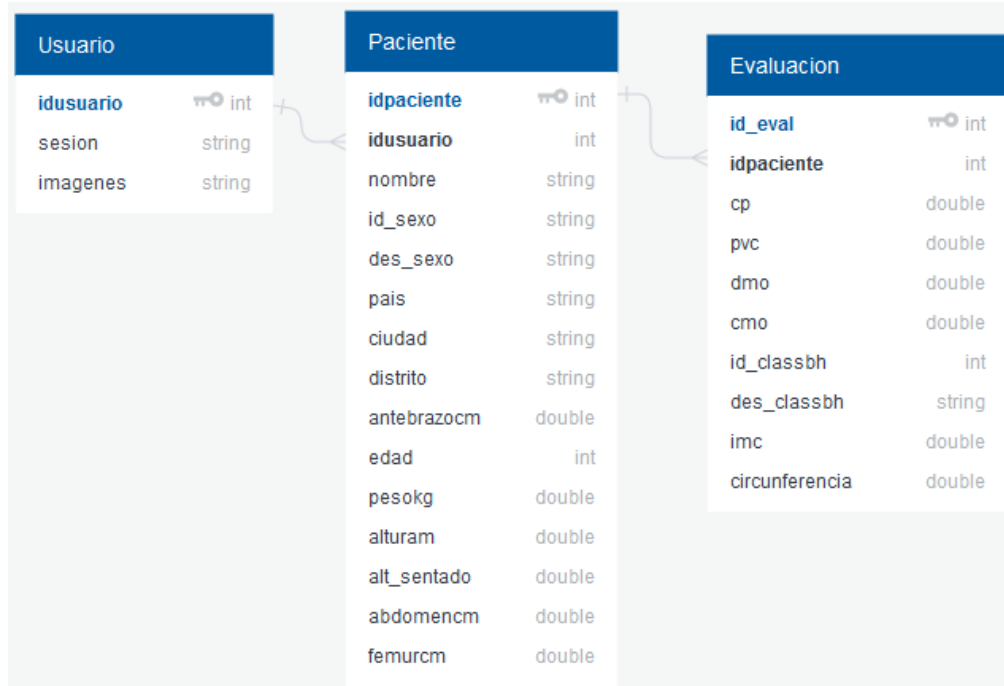 Usuario
idusuario int
sesion string
imagenes string
Paciente
idpaciente int
idusuario int
nombre string
id_sexo string
des_sexo string
pais string
ciudad string
distrito string
antebrazocm double
edad int
pesokg double
alturam double
alt_sentado double
abdomencm double
femurcm double
Evaluacion
id_eval int
idpaciente int
cp double
pvc double
dmo double
cmo double
id_classbh int
des_classbh string
imc double
circunferencia double